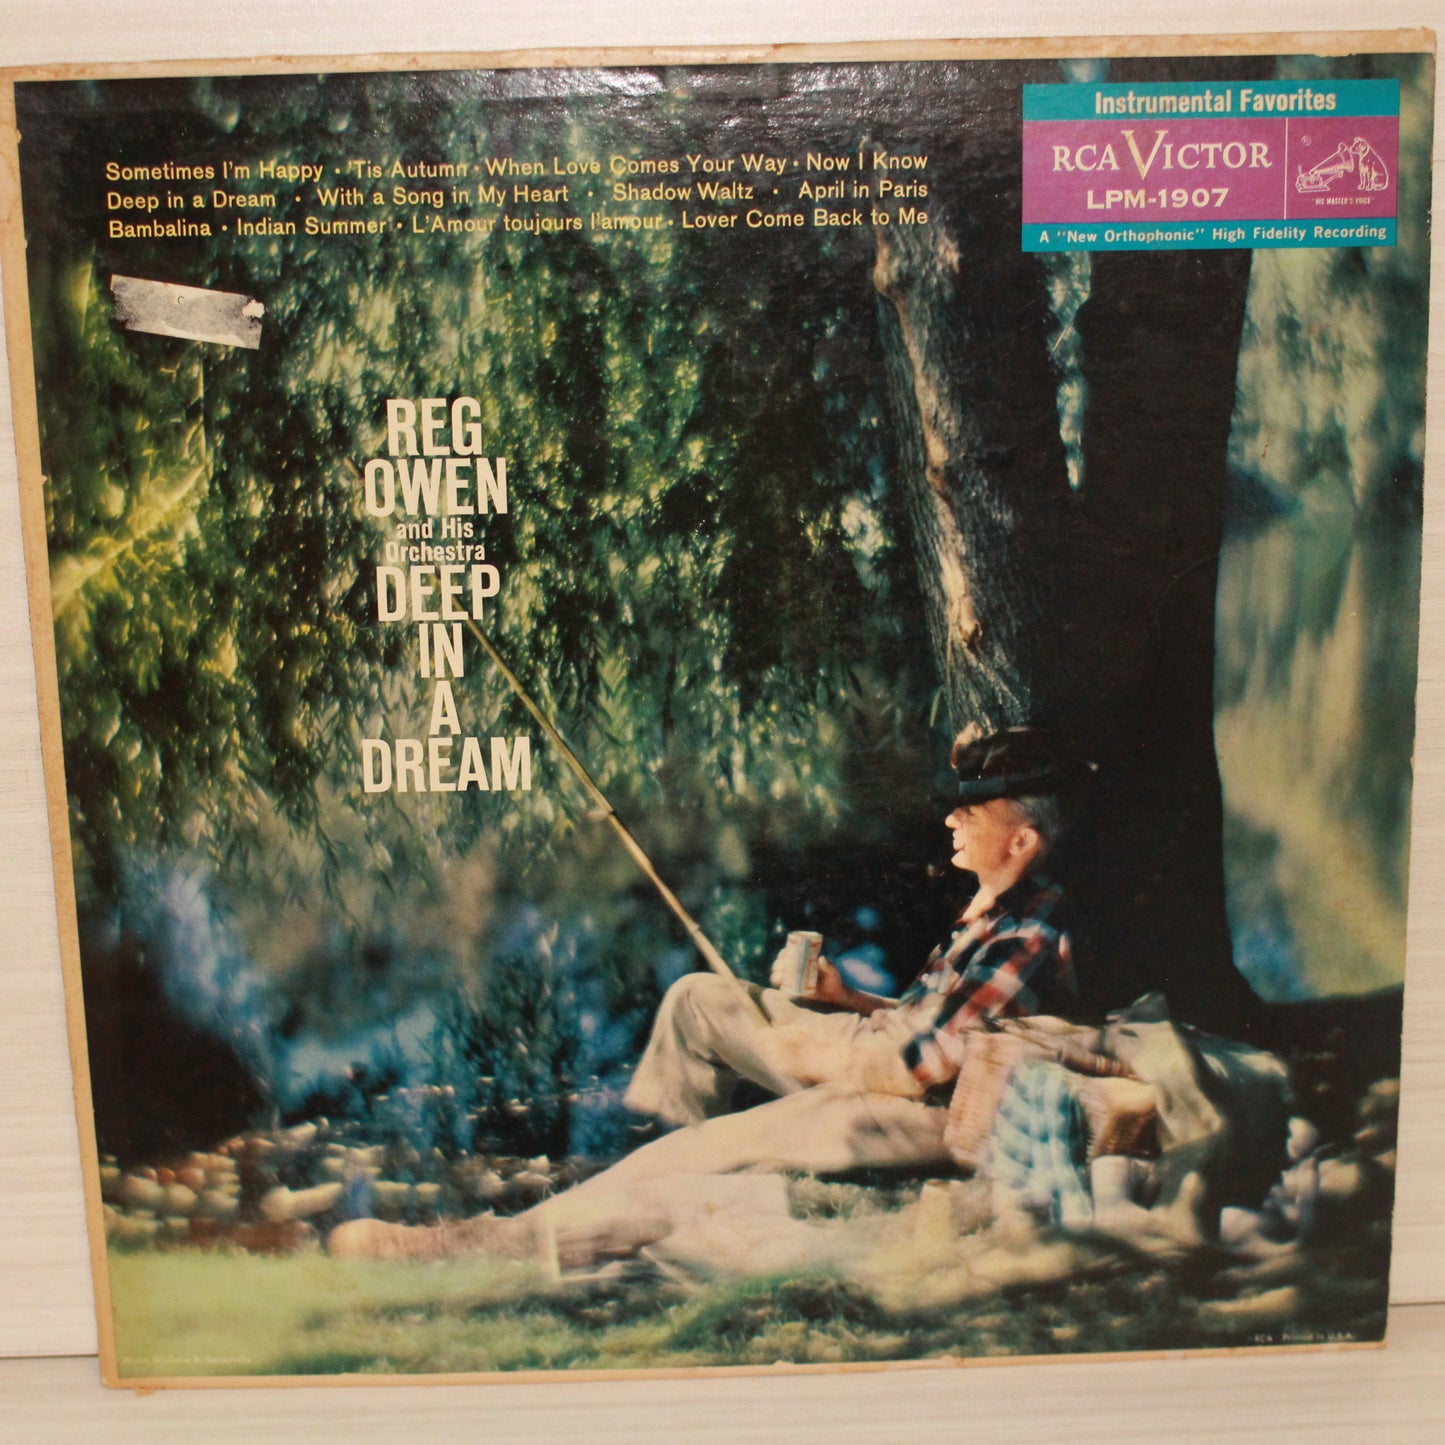 Instrumental Favorites
RCA VICTOR
LPM-1907
"HIS MASTER'S VOICE"
A "New Orthophonic" High Fidelity Recording
Sometimes I'm Happy • 'Tis Autumn • When Love Comes Your Way • Now I Know
Deep in a Dream • With a Song in My Heart • Shadow Waltz • April in Paris
Bambalina • Indian Summer • L'Amour toujours l'amour • Lover Come Back to Me
REG
OWEN
and His
Orchestra
DEEP
IN
A
DREAM
© RCA Printed in U.S.A.